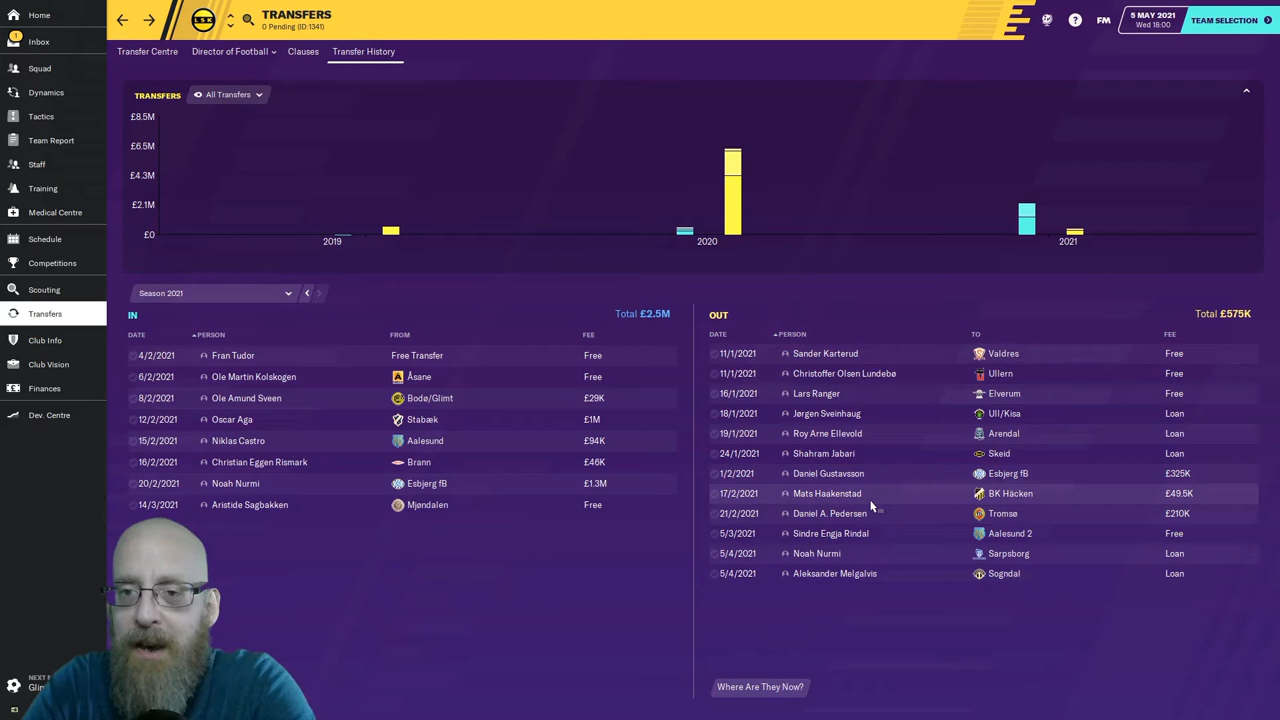 Home
Inbox
1
Squad
Dynamics
Tactics
Team Report
Staff
Training
Medical Centre
Schedule
Competitions
Scouting
Transfers
Club Info
Club Vision
Finances
Dev. Centre
LSK
TRANSFERS
0 Pending (ID:1341)
FM
5 MAY 2021
Wed 18:00
TEAM SELECTION
Transfer Centre Director of Football Clauses Transfer History
TRANSFERS All Transfers
£8.5M
£6.5M
£4.3M
£2.1M
£0
2019 2020 2021
Season 2021
IN Total £2.5M
DATE PERSON FROM FEE
4/2/2021 Fran Tudor Free Transfer Free
6/2/2021 Ole Martin Kolskogen Åsane Free
8/2/2021 Ole Amund Sveen Bodø/Glimt £29K
12/2/2021 Oscar Aga Stabæk £1M
15/2/2021 Niklas Castro Aalesund £94K
16/2/2021 Christian Eggen Rismark Brann £46K
20/2/2021 Noah Nurmi Esbjerg fB £1.3M
14/3/2021 Aristide Sagbakken Mjøndalen Free
OUT Total £575K
DATE PERSON TO FEE
11/1/2021 Sander Karterud Valdres Free
11/1/2021 Christoffer Olsen Lundebø Ullern Free
16/1/2021 Lars Ranger Elverum Free
18/1/2021 Jørgen Sveinhaug Ull/Kisa Loan
19/1/2021 Roy Arne Ellevold Arendal Loan
24/1/2021 Shahram Jabari Skeid Loan
1/2/2021 Daniel Gustavsson Esbjerg fB £325K
17/2/2021 Mats Haakenstad BK Häcken £49.5K
21/2/2021 Daniel A. Pedersen Tromsø £210K
5/3/2021 Sindre Engja Rindal Aalesund 2 Free
5/4/2021 Noah Nurmi Sarpsborg Loan
5/4/2021 Aleksander Melgalvis Sogndal Loan
Where Are They Now?